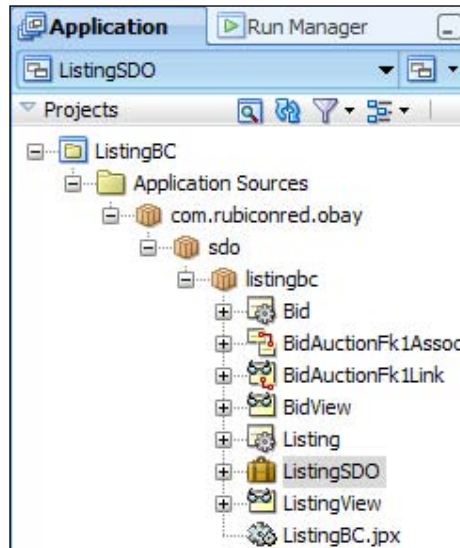 Application Run Manager
ListingSDO
Projects
ListingBC
Application Sources
com.rubiconred.obay
sdo
listingbc
Bid
BidAuctionFk1Assoc
BidAuctionFk1Link
BidView
Listing
ListingSDO
ListingView
ListingBC.jpx